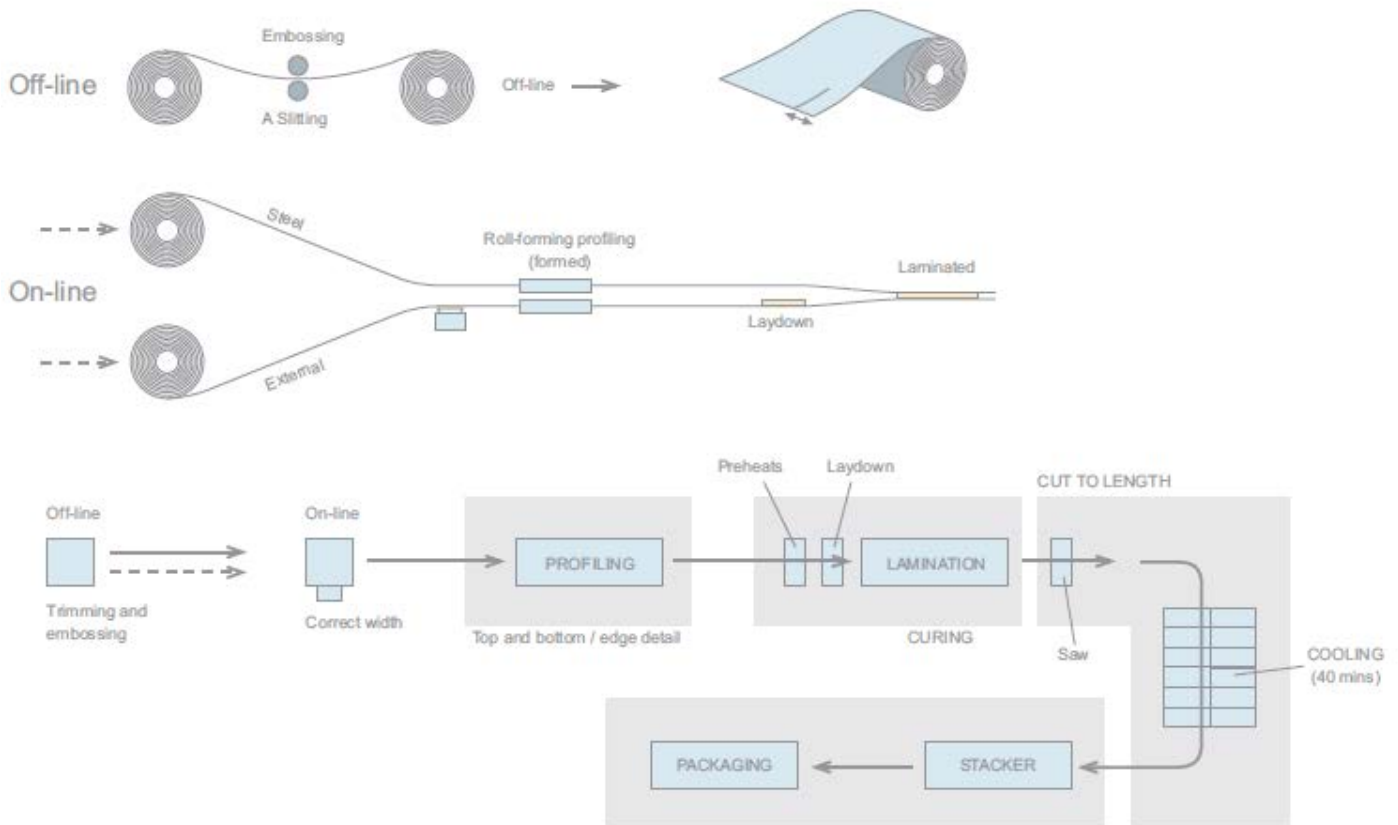 Embossing
Off-line
Off-line
A Slitting
Steel
Roll-forming profiling
(formed)
Laminated
On-line
Laydown
External
Preheats
Laydown
CUT TO LENGTH
Off-line
On-line
PROFILING
LAMINATION
Trimming and
embossing
Correct width
Top and bottom / edge detail
CURING
Saw
COOLING
(40 mins)
PACKAGING
STACKER